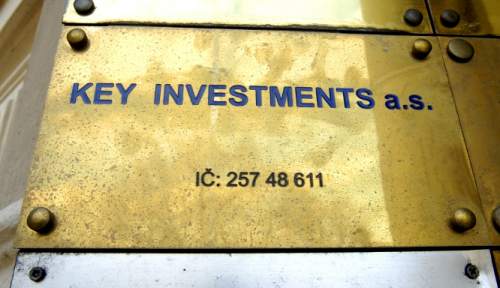 KEY INVESTMENTS a.s.
IČ: 257 48 611